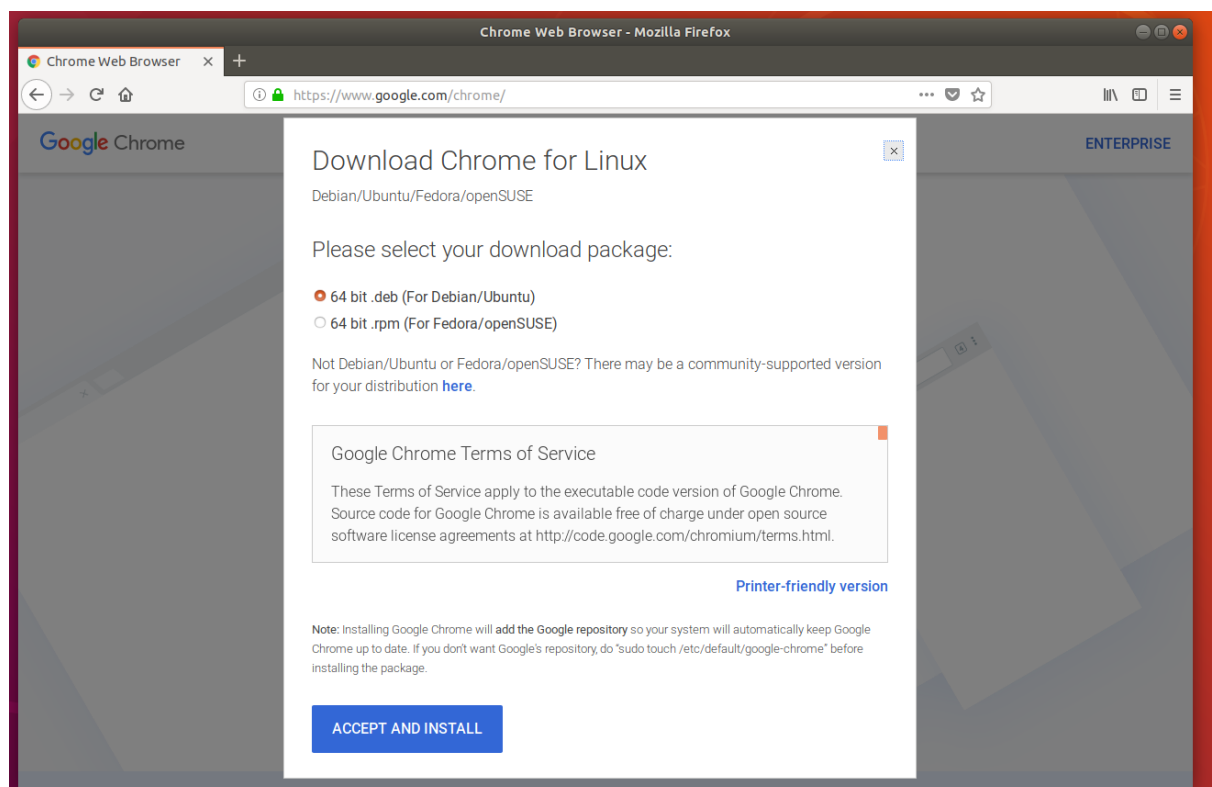 Chrome Web Browser - Mozilla Firefox
Chrome Web Browser
https://www.google.com/chrome/
Google Chrome
ENTERPRISE
Download Chrome for Linux
Debian/Ubuntu/Fedora/openSUSE
Please select your download package:
64 bit .deb (For Debian/Ubuntu)
64 bit .rpm (For Fedora/openSUSE)
Not Debian/Ubuntu or Fedora/openSUSE? There may be a community-supported version
for your distribution here.
Google Chrome Terms of Service
These Terms of Service apply to the executable code version of Google Chrome.
Source code for Google Chrome is available free of charge under open source
software license agreements at http://code.google.com/chromium/terms.html.
Printer-friendly version
Note: Installing Google Chrome will add the Google repository so your system will automatically keep Google
Chrome up to date. If you don't want Google's repository, do "sudo touch /etc/default/google-chrome" before
installing the package.
ACCEPT AND INSTALL